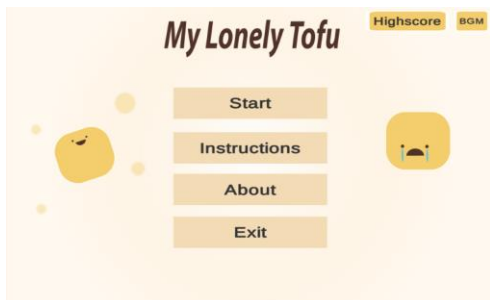 My Lonely Tofu
Highscore
BGM
Start
Instructions
About
Exit